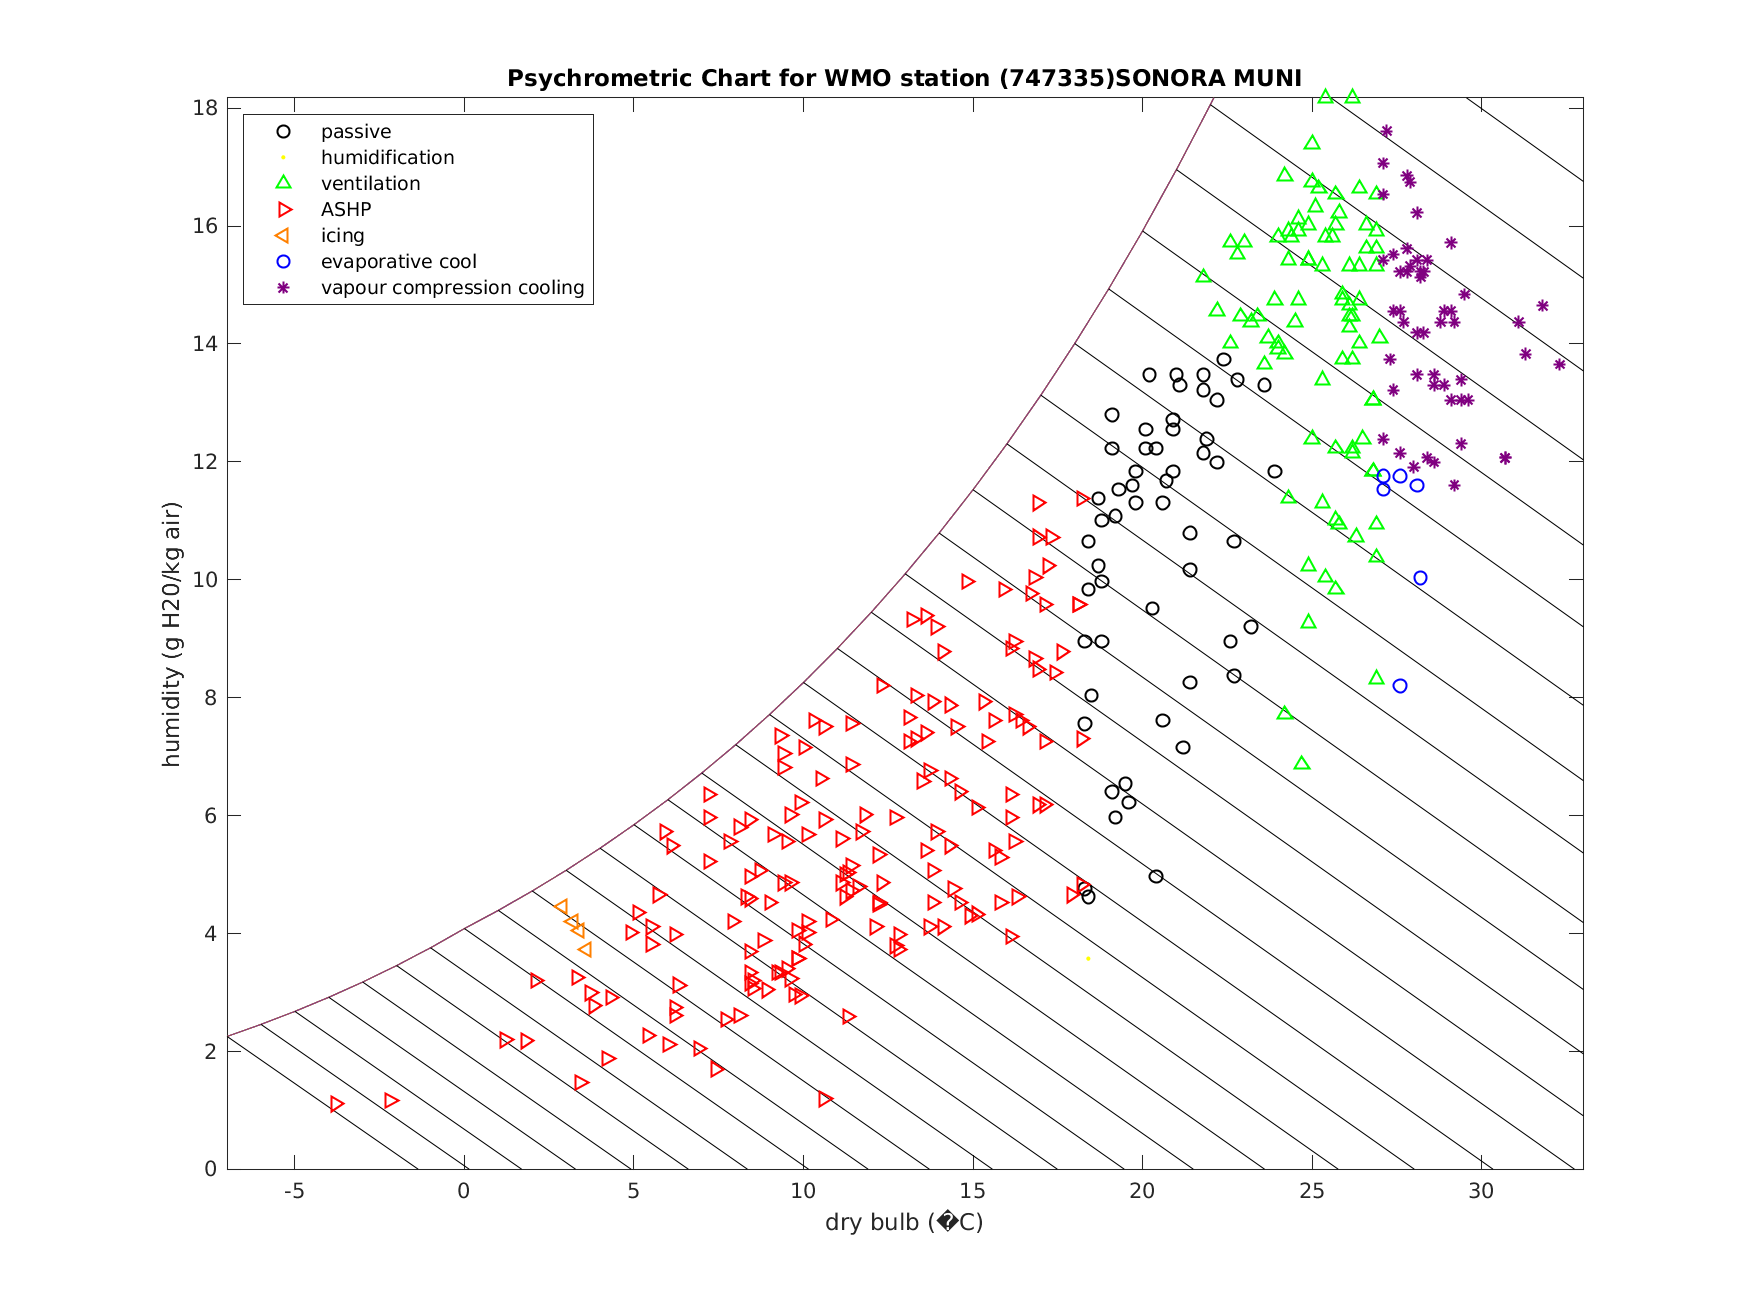 Psychrometric Chart for WMO station (747335)SONORA MUNI
18
16
14
12
10
8
6
4
2
0
humidity (g H20/kg air)
passive
humidification
ventilation
ASHP
icing
evaporative cool
vapour compression cooling
-5 0 5 10 15 20 25 30
dry bulb (�C)